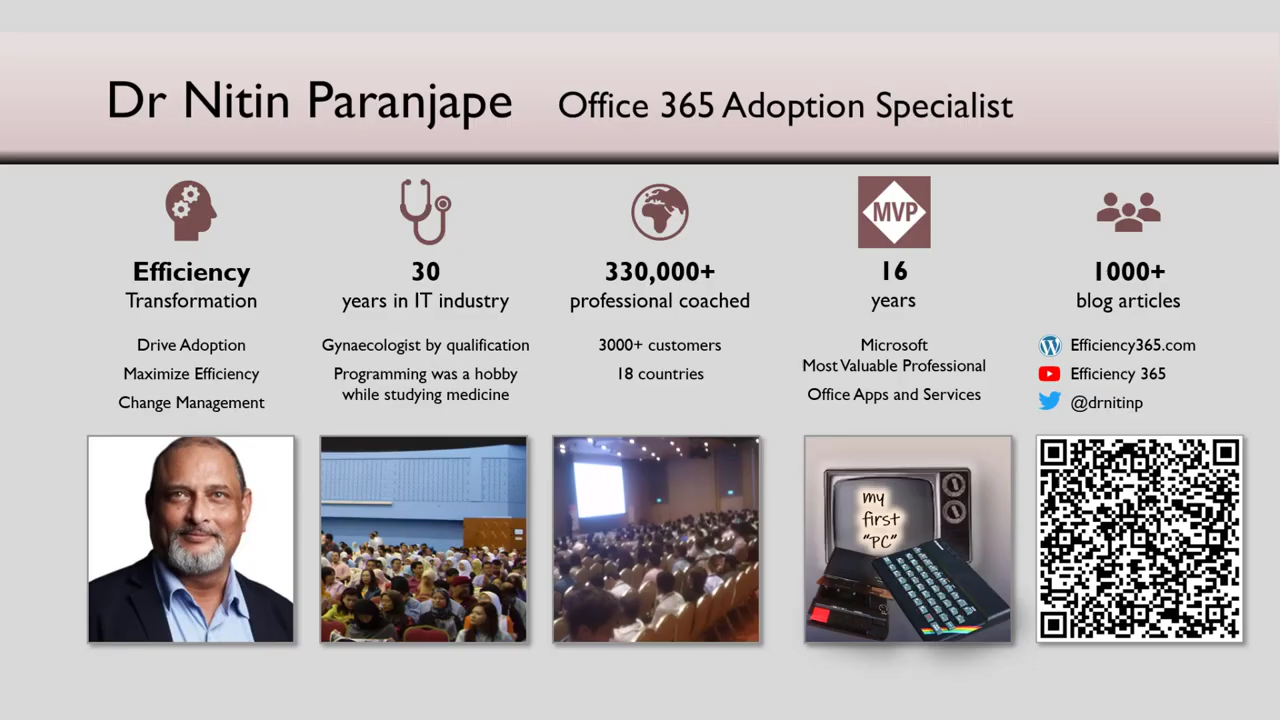 Dr Nitin Paranjape Office 365 Adoption Specialist
MVP
Efficiency
Transformation
Drive Adoption
Maximize Efficiency
Change Management
30
years in IT industry
Gynaecologist by qualification
Programming was a hobby
while studying medicine
330,000+
professional coached
3000+ customers
18 countries
16
years
Microsoft
Most Valuable Professional
Office Apps and Services
1000+
blog articles
Efficiency365.com
Efficiency 365
@drnitinp
my
first
"PC"